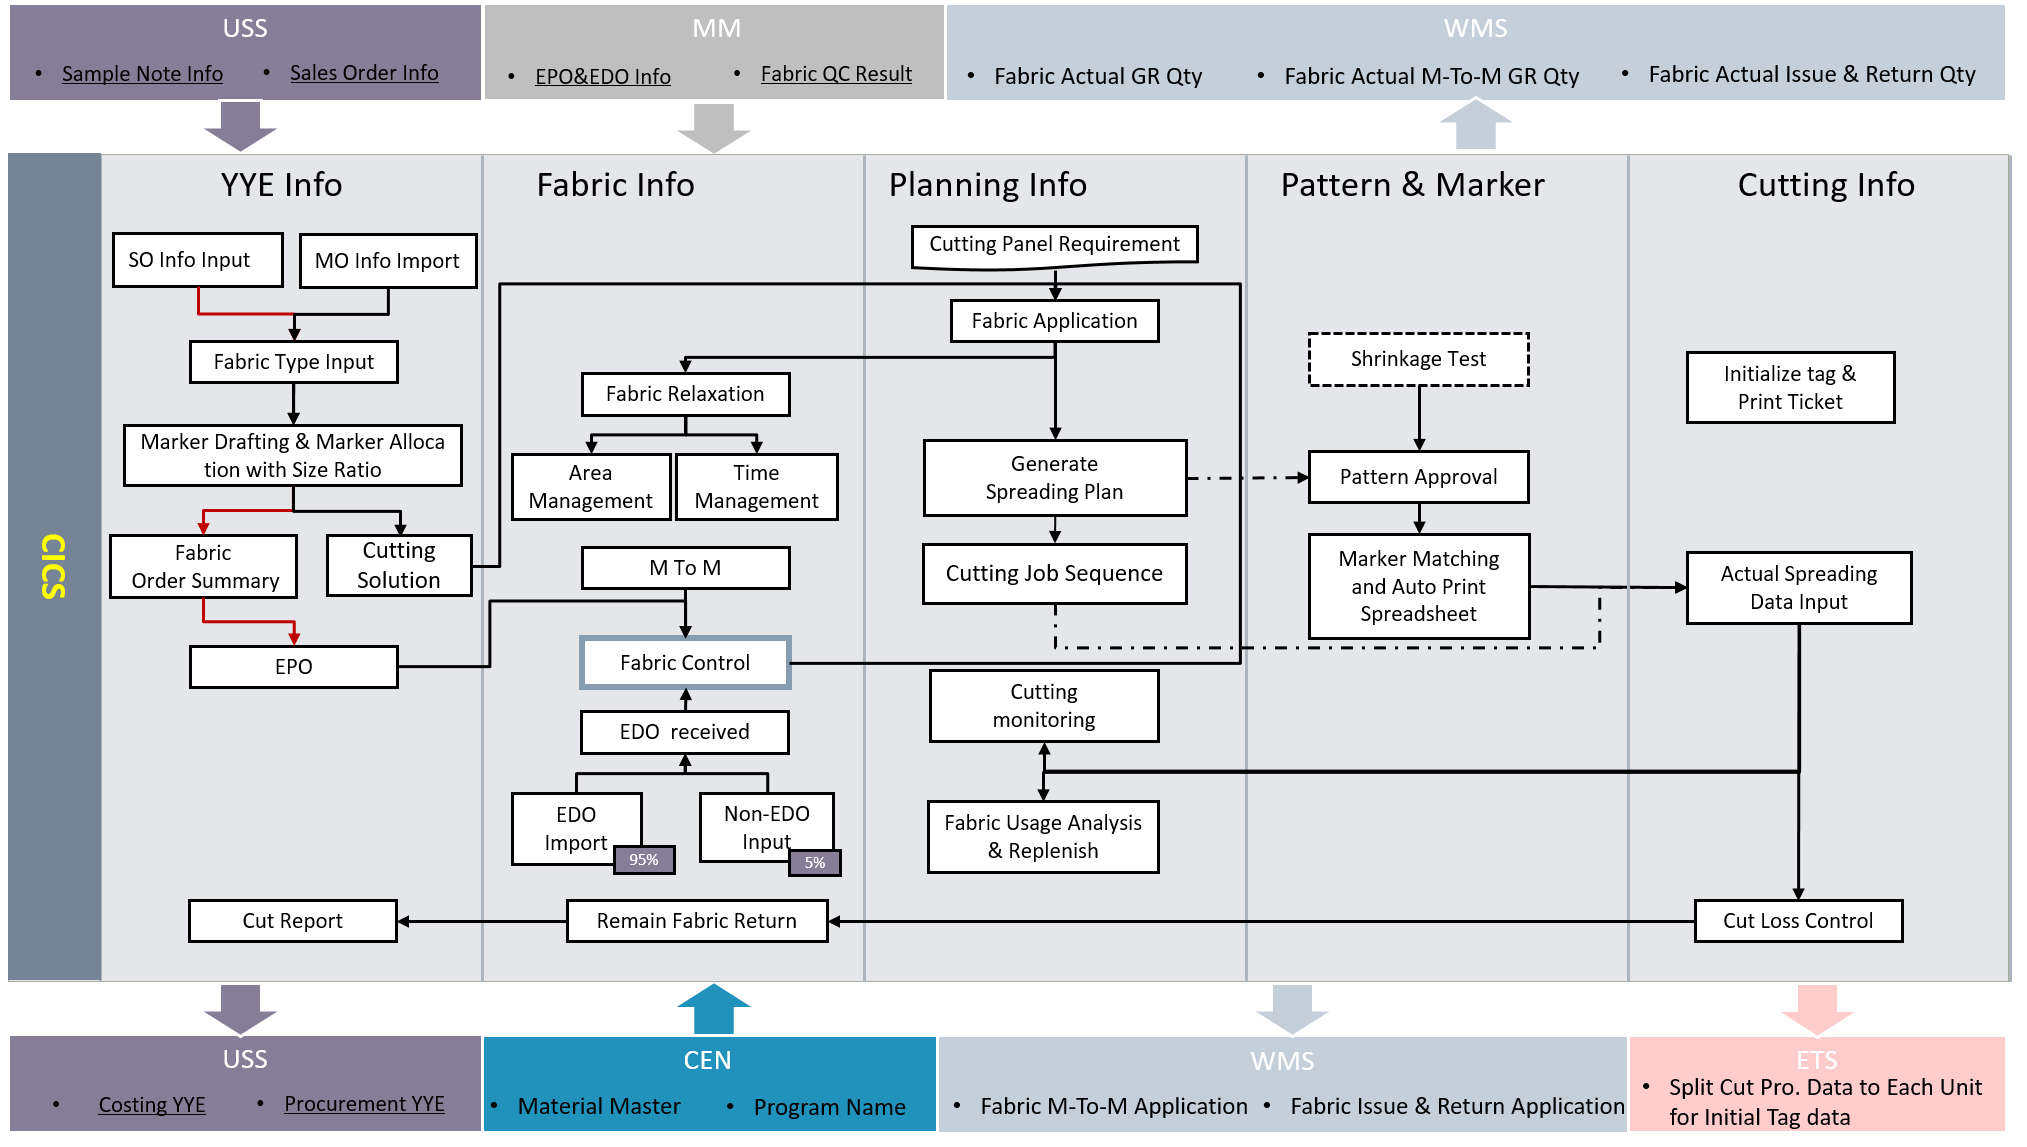 USS
• Sample Note Info
• Sales Order Info
MM
• EPO&EDO Info
• Fabric QC Result
WMS
• Fabric Actual GR Qty
• Fabric Actual M-To-M GR Qty
• Fabric Actual Issue & Return Qty
CICS
YYE Info
SO Info Input
MO Info Import
Fabric Type Input
Marker Drafting & Marker Alloca
tion with Size Ratio
Fabric
Order Summary
Cutting
Solution
EPO
Cut Report
Fabric Info
Fabric Relaxation
Area
Management
Time
Management
M To M
Fabric Control
EDO received
EDO
Import
95%
Non-EDO
Input
5%
Remain Fabric Return
Planning Info
Cutting Panel Requirement
Fabric Application
Generate
Spreading Plan
Cutting Job Sequence
Cutting
monitoring
Fabric Usage Analysis
& Replenish
Pattern & Marker
Shrinkage Test
Pattern Approval
Marker Matching
and Auto Print
Spreadsheet
Cutting Info
Initialize tag &
Print Ticket
Actual Spreading
Data Input
Cut Loss Control
USS
• Costing YYE
• Procurement YYE
CEN
• Material Master
• Program Name
WMS
• Fabric M-To-M Application
• Fabric Issue & Return Application
ETS
• Split Cut Pro. Data to Each Unit
for Initial Tag data